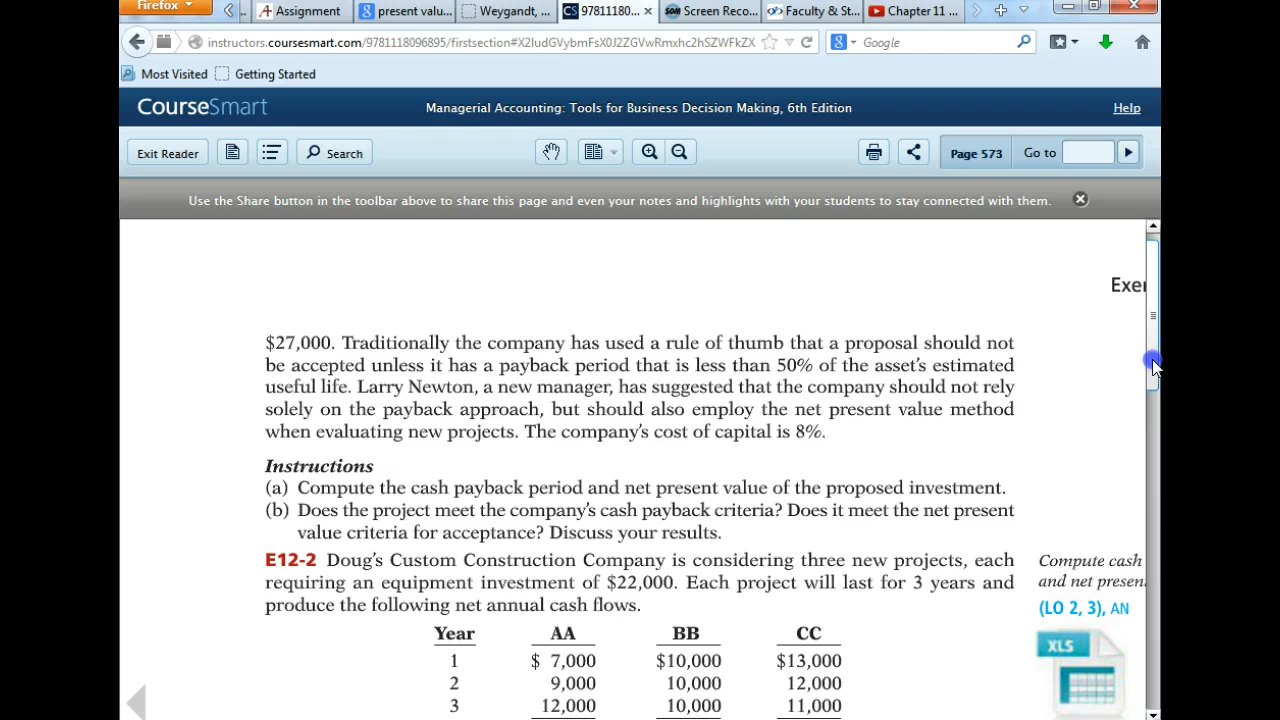 Firefox
Assignment
present valu...
Weygandt, ...
CS 97811180...
SOM Screen Reco...
Faculty & St...
Chapter 11 ...
instructors.coursesmart.com/9781118096895/firstsection#X2ludGVybmFsX0J2ZGVwRmxhc2hSZWFkZX
Google
Most Visited
Getting Started
CourseSmart
Managerial Accounting: Tools for Business Decision Making, 6th Edition
Help
Exit Reader
Search
Page 573
Go to
Use the Share button in the toolbar above to share this page and even your notes and highlights with your students to stay connected with them.
Exer
$27,000. Traditionally the company has used a rule of thumb that a proposal should not
be accepted unless it has a payback period that is less than 50% of the asset's estimated
useful life. Larry Newton, a new manager, has suggested that the company should not rely
solely on the payback approach, but should also employ the net present value method
when evaluating new projects. The company's cost of capital is 8%.
Instructions
(a) Compute the cash payback period and net present value of the proposed investment.
(b) Does the project meet the company's cash payback criteria? Does it meet the net present
value criteria for acceptance? Discuss your results.
E12-2 Doug's Custom Construction Company is considering three new projects, each
requiring an equipment investment of $22,000. Each project will last for 3 years and
produce the following net annual cash flows.
Compute cash
and net presen
(LO 2, 3), AN
XLS
Year AA BB CC
1 $ 7,000 $10,000 $13,000
2 9,000 10,000 12,000
3 12,000 10,000 11,000